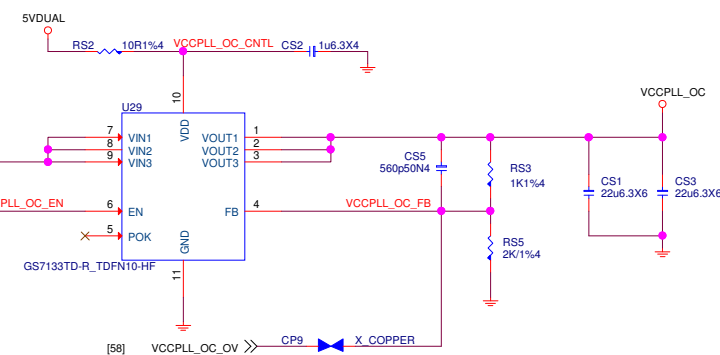 5VDUAL
RS2 10R1%4 VCCPLL_OC_CNTL CS2 1u6.3X4
VCCPLL_OC
U29
10
VDD
7 VIN1 VOUT1 1
8 VIN2 VOUT2 2
9 VIN3 VOUT3 3
CS5
560p50N4
RS3
1K1%4
CS1
22u6.3X6
CS3
22u6.3X6
PLL_OC_EN 6 EN FB 4 VCCPLL_OC_FB
5 POK
GND
RS5
2K/1%4
GS7133TD-R_TDFN10-HF
11
[58] VCCPLL_OC_OV CP9 X_COPPER